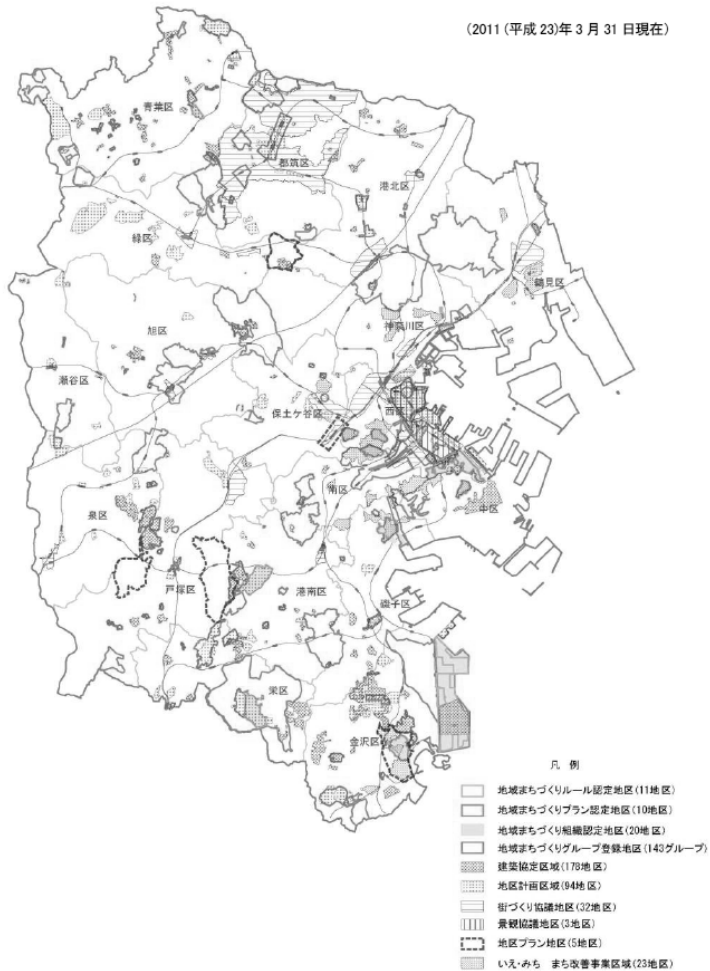 (2011(平成23)年3月31日現在)
青葉区
都筑区
港北区
緑区
鶴見区
神奈川区
旭区
瀬谷区
保土ケ谷区
西区
南区
中区
泉区
戸塚区
港南区
磯子区
栄区
金沢区
凡 例
地域まちづくりルール認定地区(11地区)
地域まちづくりプラン認定地区(10地区)
地域まちづくり組織認定地区(20地区)
地域まちづくりグループ登録地区(143グループ)
建築協定区域(178地区)
地区計画区域(94地区)
街づくり協議地区(32地区)
景観協議地区(3地区)
地区プラン地区(5地区)
いえ・みち まち改善事業区域(23地区)